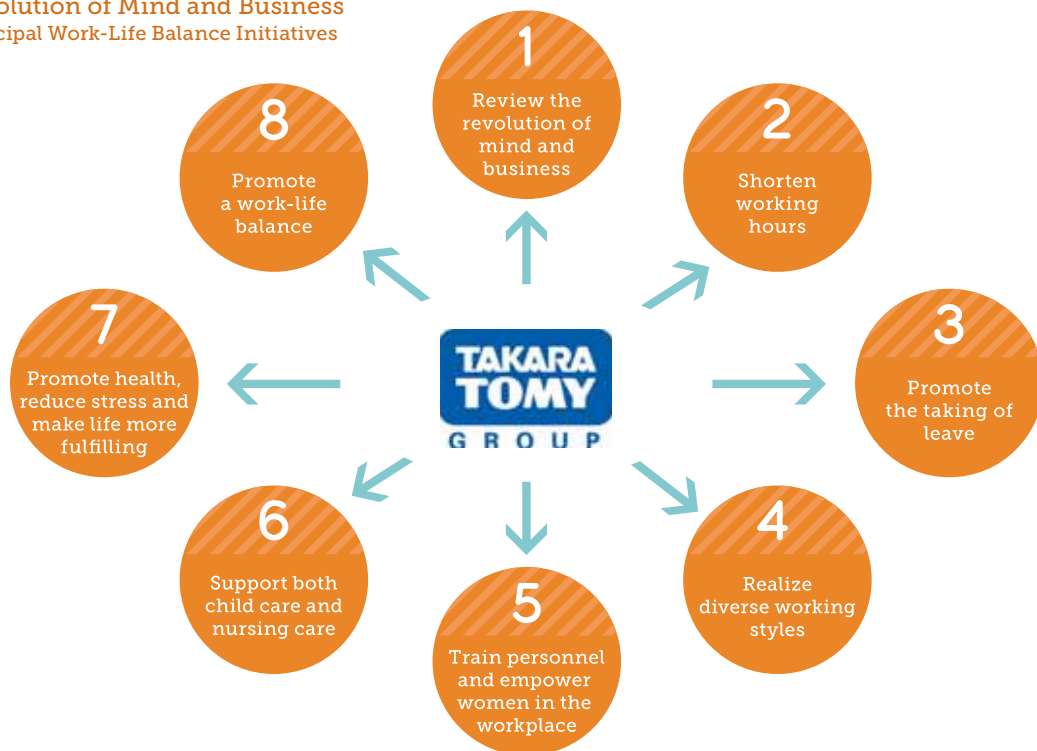 olution of Mind and Business
cipal Work-Life Balance Initiatives
1
Review the
revolution of
mind and
business
2
Shorten
working
hours
3
Promote
the taking of
leave
4
Realize
diverse working
styles
5
Train personnel
and empower
women in the
workplace
6
Support both
child care and
nursing care
7
Promote health,
reduce stress and
make life more
fulfilling
8
Promote
a work-life
balance
TAKARA
TOMY
GROUP